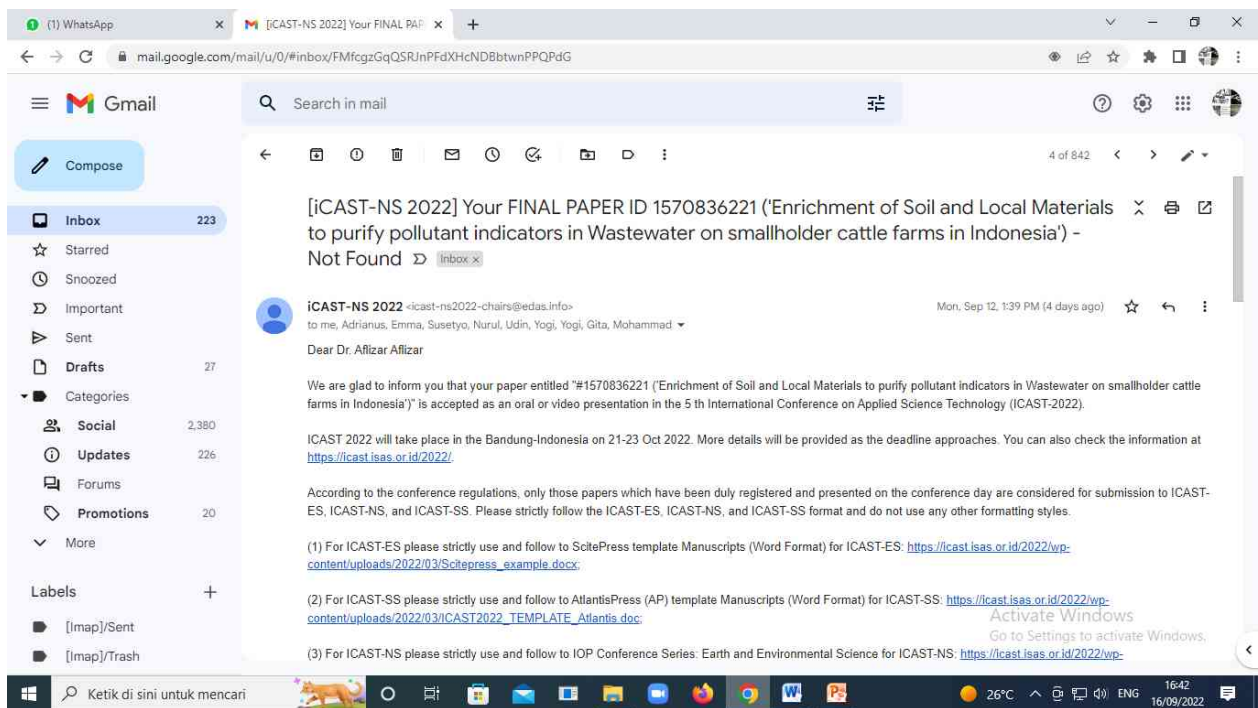 (1) WhatsApp
[iCAST-NS 2022] Your FINAL PAP
mail.google.com/mail/u/0/#inbox/FMfcgzGqQSRJnPFdXHcNDBbtwnPPQPdG
Gmail
Search in mail
Compose
4 of 842
Inbox 223
Starred
Snoozed
Important
Sent
Drafts 27
Categories
Social 2,380
Updates 226
Forums
Promotions 20
More
Labels
[Imap]/Sent
[Imap]/Trash
[iCAST-NS 2022] Your FINAL PAPER ID 1570836221 ('Enrichment of Soil and Local Materials
to purify pollutant indicators in Wastewater on smallholder cattle farms in Indonesia') -
Not Found Inbox x
iCAST-NS 2022 <icast-ns2022-chairs@edas.info> Mon, Sep 12, 1:39 PM (4 days ago)
to me, Adrianus, Emma, Susetyo, Nurul, Udin, Yogi, Yogi, Gita, Mohammad
Dear Dr. Aflizar Aflizar
We are glad to inform you that your paper entitled "#1570836221 ('Enrichment of Soil and Local Materials to purify pollutant indicators in Wastewater on smallholder cattle
farms in Indonesia')" is accepted as an oral or video presentation in the 5 th International Conference on Applied Science Technology (ICAST-2022).
ICAST 2022 will take place in the Bandung-Indonesia on 21-23 Oct 2022. More details will be provided as the deadline approaches. You can also check the information at
https://icast.isas.or.id/2022/.
According to the conference regulations, only those papers which have been duly registered and presented on the conference day are considered for submission to ICAST-
ES, ICAST-NS, and ICAST-SS. Please strictly follow the ICAST-ES, ICAST-NS, and ICAST-SS format and do not use any other formatting styles.
(1) For ICAST-ES please strictly use and follow to ScitePress template Manuscripts (Word Format) for ICAST-ES: https://icast.isas.or.id/2022/wp-
content/uploads/2022/03/Scitepress_example.docx;
(2) For ICAST-SS please strictly use and follow to AtlantisPress (AP) template Manuscripts (Word Format) for ICAST-SS: https://icast.isas.or.id/2022/wp-
content/uploads/2022/03/ICAST2022_TEMPLATE_Atlantis.doc;
(3) For ICAST-NS please strictly use and follow to IOP Conference Series: Earth and Environmental Science for ICAST-NS: https://icast.isas.or.id/2022/wp-
Activate Windows
Go to Settings to activate Windows.
Ketik di sini untuk mencari
26°C ENG 16:42
16/09/2022